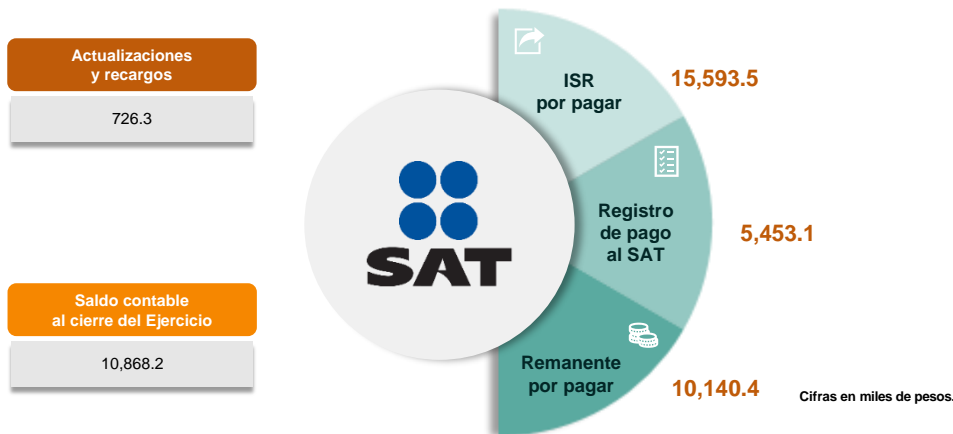 Actualizaciones
y recargos
726.3
Saldo contable
al cierre del Ejercicio
10,868.2
SAT
ISR
por pagar
15,593.5
Registro
de pago
al SAT
5,453.1
Remanente
por pagar
10,140.4
Cifras en miles de pesos.